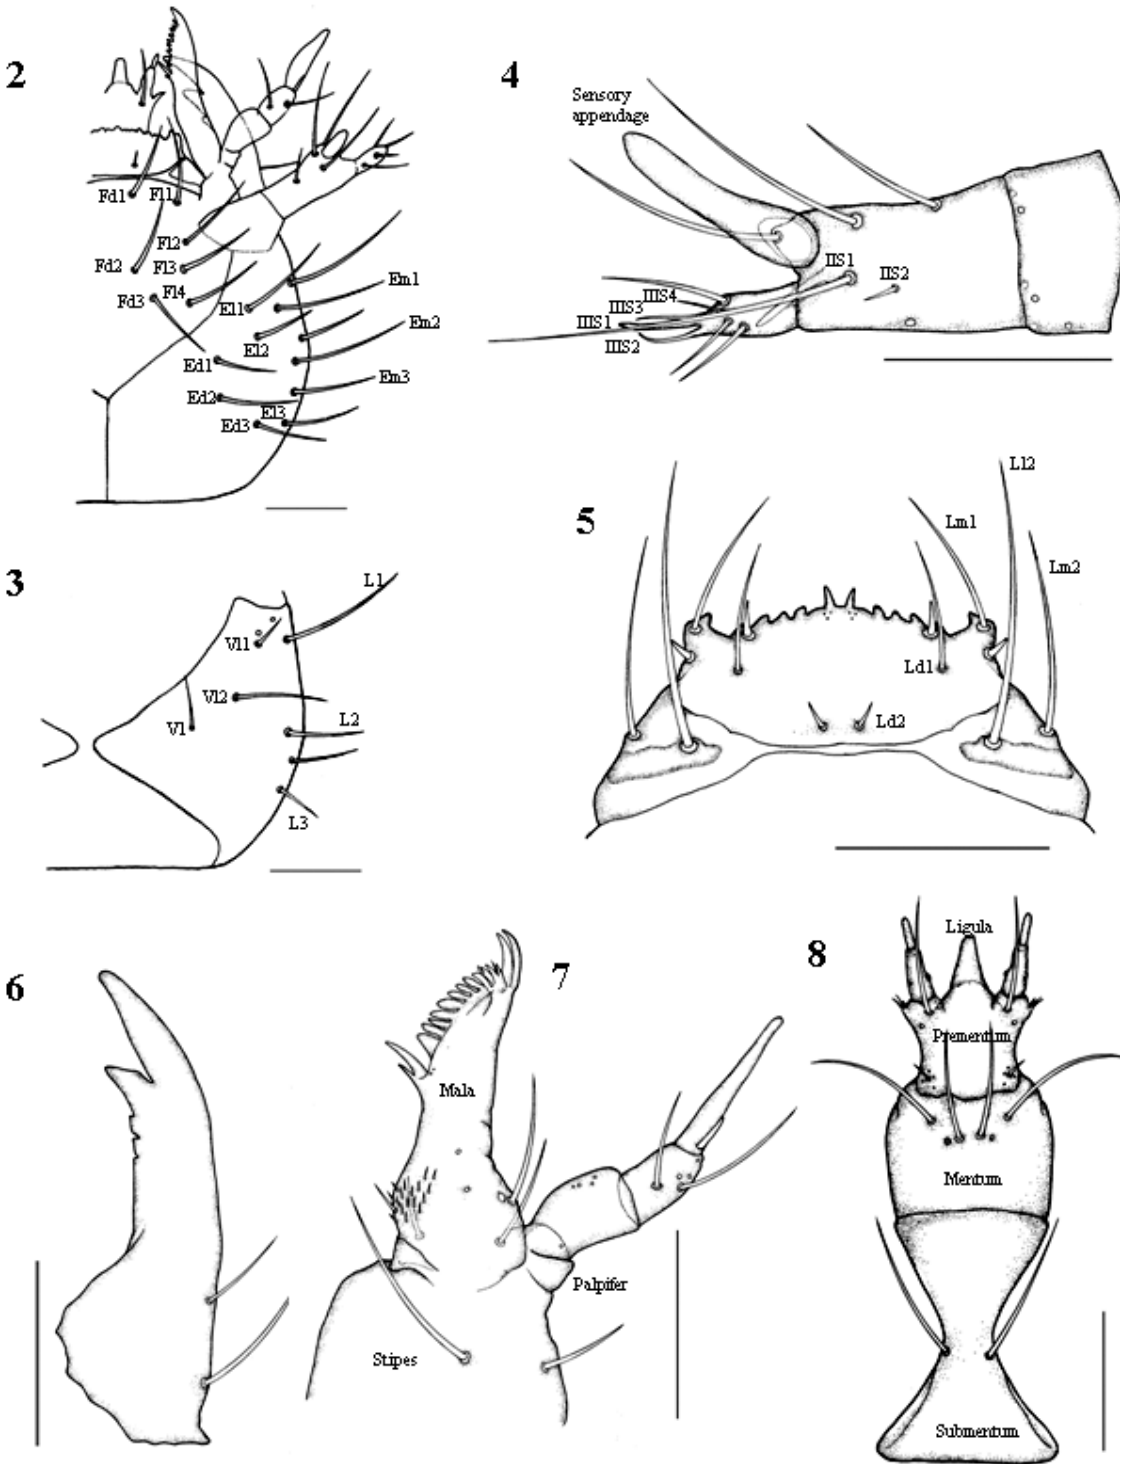 2
Fd1
Fl1
Fl2
Fd2
Fl3
Fd3
Fl4
El1
Em1
Em2
El2
Ed1
Em3
Ed2
El3
Ed3
4
Sensory
appendage
IIS1
IIS2
IIIS4
IIIS3
IIIS1
IIIS2
3
L1
Vl1
Vl2
V1
L2
L3
5
Ll2
Lm1
Lm2
Ld1
Ld2
6
7
Mala
Palpifer
Stipes
8
Ligula
Prementum
Mentum
Submentum